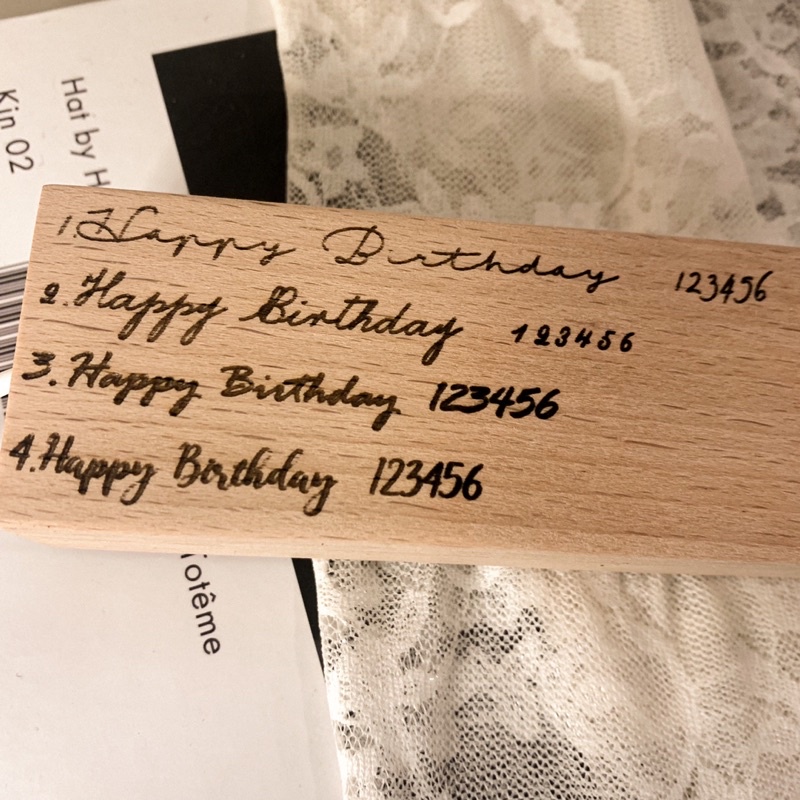 Hat by H
Kin 02
1. Happy Birthday 123456
2. Happy Birthday 123456
3. Happy Birthday 123456
4. Happy Birthday 123456
Totême